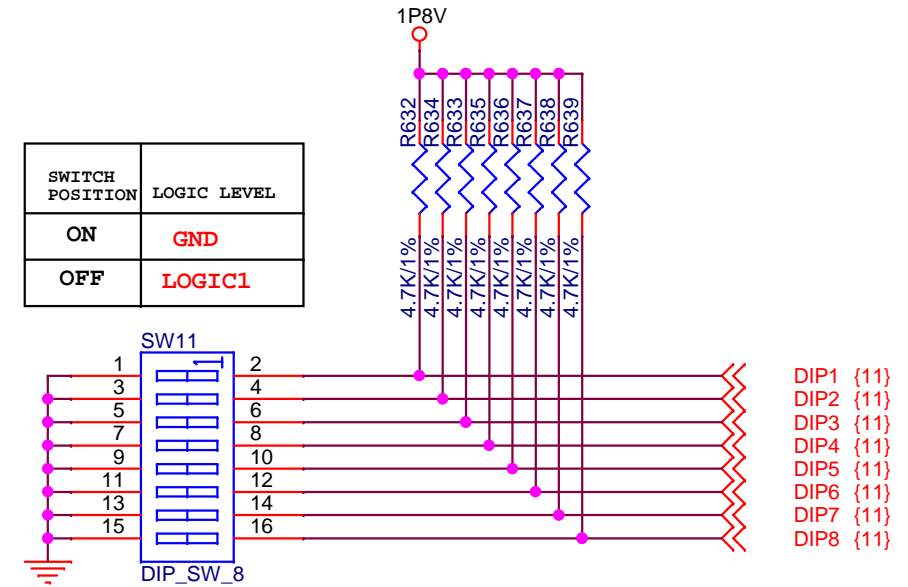 1P8V
R632
R634
R633
R635
R636
R637
R638
R639
SWITCH POSITION
LOGIC LEVEL
ON
GND
OFF
LOGIC1
4.7K/1%
4.7K/1%
4.7K/1%
4.7K/1%
4.7K/1%
4.7K/1%
4.7K/1%
4.7K/1%
SW11
1
1 2
3 4
5 6
7 8
9 10
11 12
13 14
15 16
DIP_SW_8
DIP1 {11}
DIP2 {11}
DIP3 {11}
DIP4 {11}
DIP5 {11}
DIP6 {11}
DIP7 {11}
DIP8 {11}